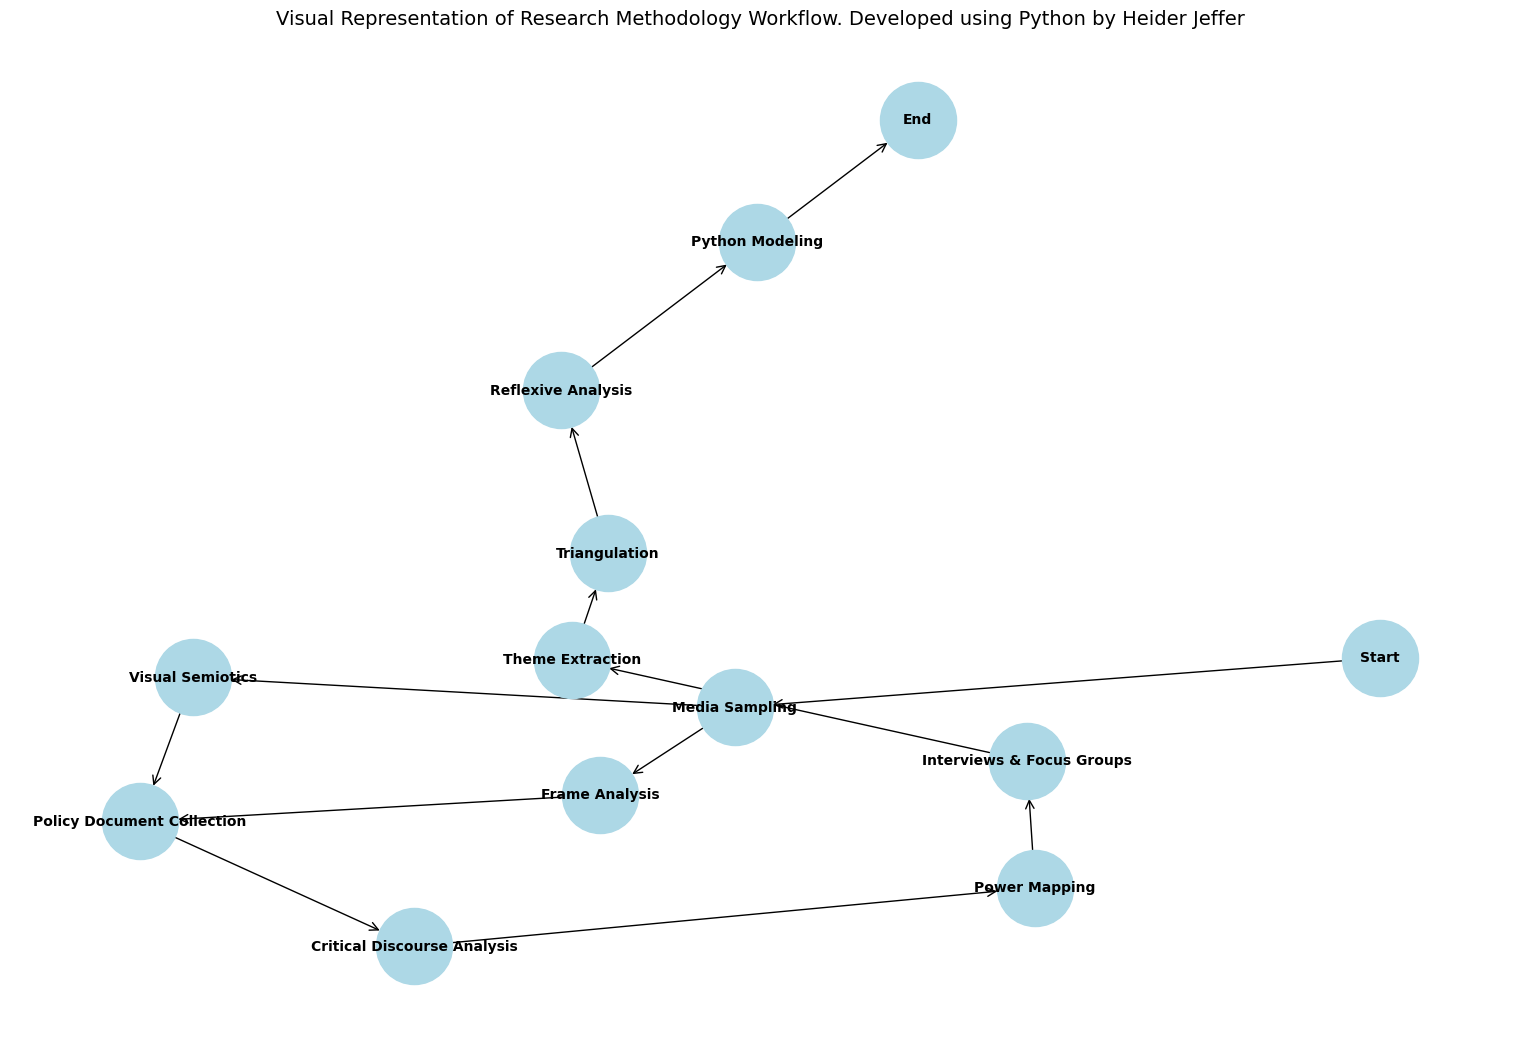 Visual Representation of Research Methodology Workflow. Developed using Python by Heider Jeffer
End
Python Modeling
Reflexive Analysis
Triangulation
Theme Extraction
Start
Visual Semiotics
Media Sampling
Interviews & Focus Groups
Frame Analysis
Policy Document Collection
Power Mapping
Critical Discourse Analysis